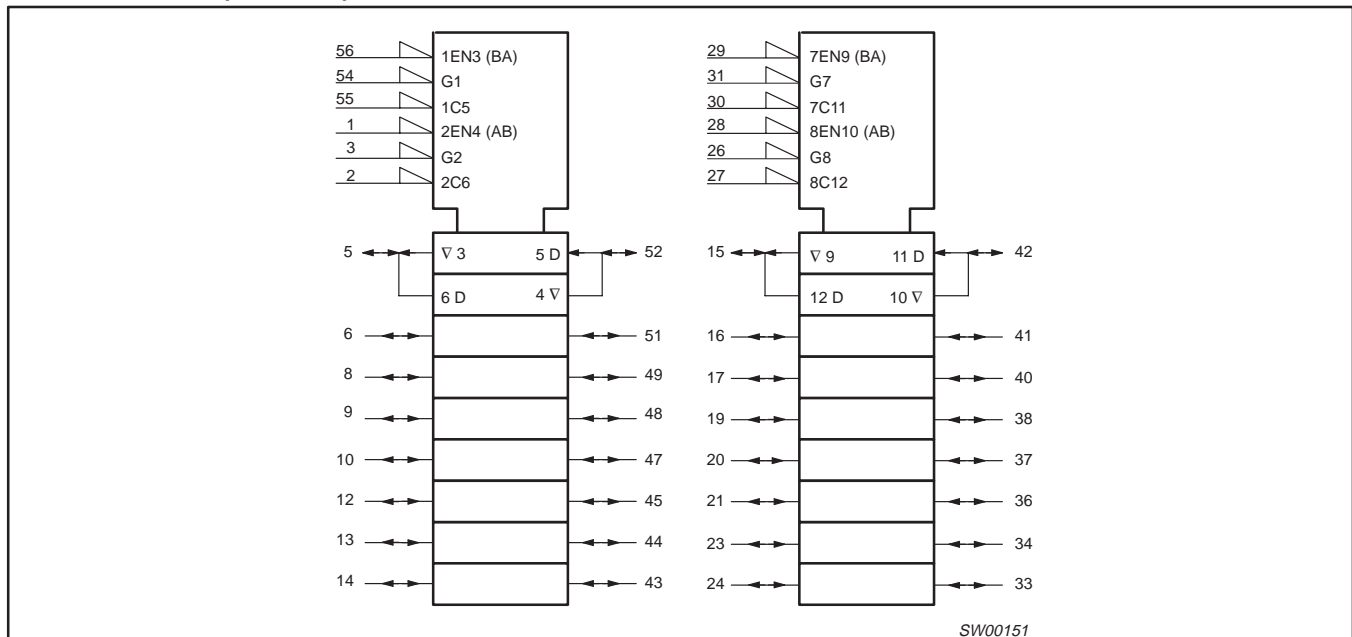 56 1EN3 (BA)
54 G1
55 1C5
1 2EN4 (AB)
3 G2
2 2C6
5 ∇ 3 5 D 52
6 D 4 ∇
6 51
8 49
9 48
10 47
12 45
13 44
14 43
29 7EN9 (BA)
31 G7
30 7C11
28 8EN10 (AB)
26 G8
27 8C12
15 ∇ 9 11 D 42
12 D 10 ∇
16 41
17 40
19 38
20 37
21 36
23 34
24 33
SW00151